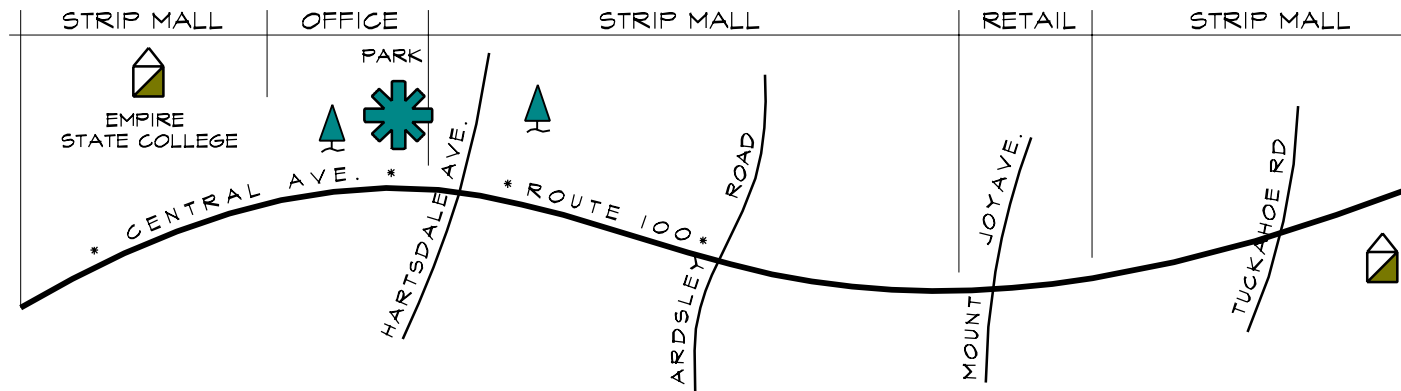 STRIP MALL
OFFICE
STRIP MALL
RETAIL
STRIP MALL
PARK
EMPIRE
STATE COLLEGE
* CENTRAL AVE. * * ROUTE 100 *
HARTSDALE AVE.
ARDSLEY ROAD
MOUNT JOY AVE.
TUCKAHOE RD